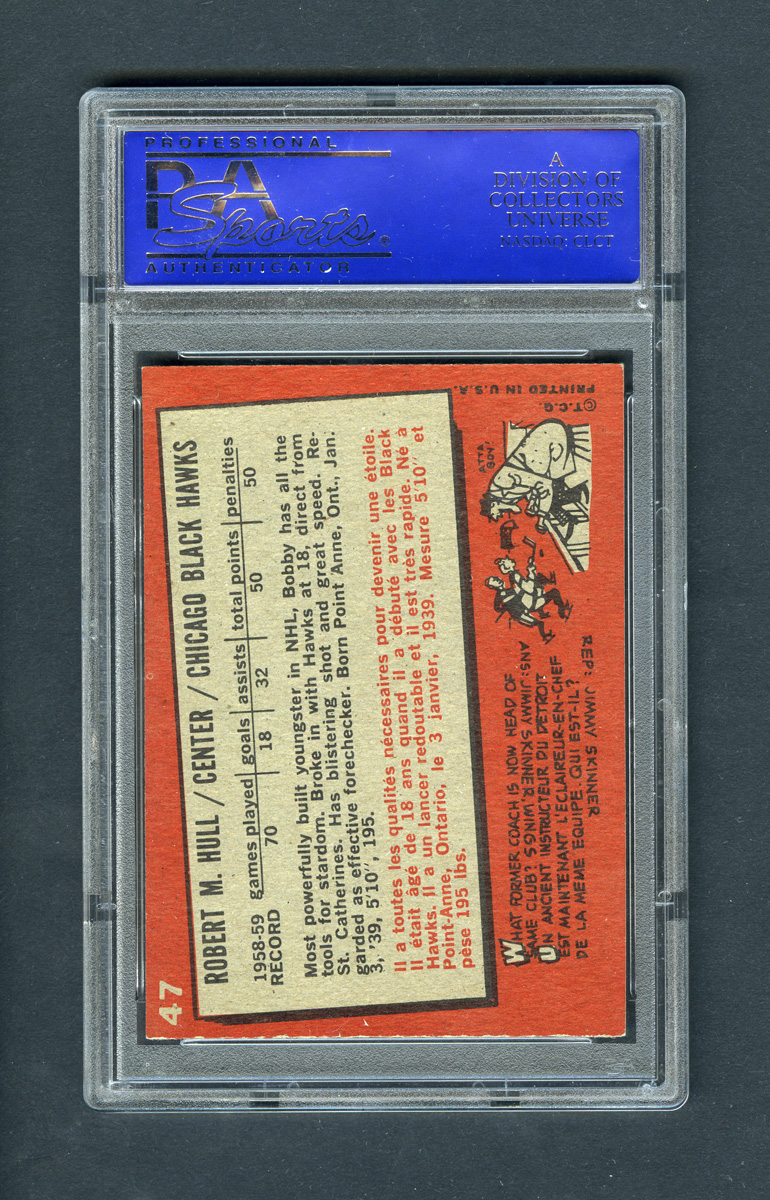 PROFESSIONAL
PSA
Sports®
AUTHENTICATOR
A
DIVISION OF
COLLECTORS
UNIVERSE
NASDAQ: CLCT
47
ROBERT M. HULL / CENTER / CHICAGO BLACK HAWKS
1958-59 games played goals assists total points penalties
RECORD 70 18 32 50 50
Most powerfully built youngster in NHL, Bobby has all the
tools for stardom. Broke in with Hawks at 18, direct from
St. Catherines. Has blistering shot and great speed. Re-
garded as effective forechecker. Born Point Anne, Ont., Jan.
3, '39, 5'10", 195.
Il a toutes les qualités nécessaires pour devenir une étoile.
Il était âgé de 18 ans quand il a débuté avec les Black
Hawks. Il a un lancer redoutable et il est très rapide. Né à
Point-Anne, Ontario, le 3 janvier, 1939. Mesure 5'10" et
pèse 195 lbs.
WHAT FORMER COACH IS NOW HEAD OF
SAME CLUB?
ANS: JIMMY SKINNER, WINGS
UN ANCIENT INSTRUCTEUR DU DETROIT
EST MAINTENANT L'ECLAIREUR-EN-CHEF
DE LA MEME EQUIPE. QUI EST-IL?
REP: JIMMY SKINNER
ATTA
BOY!
© T.C.G. PRINTED IN U.S.A.